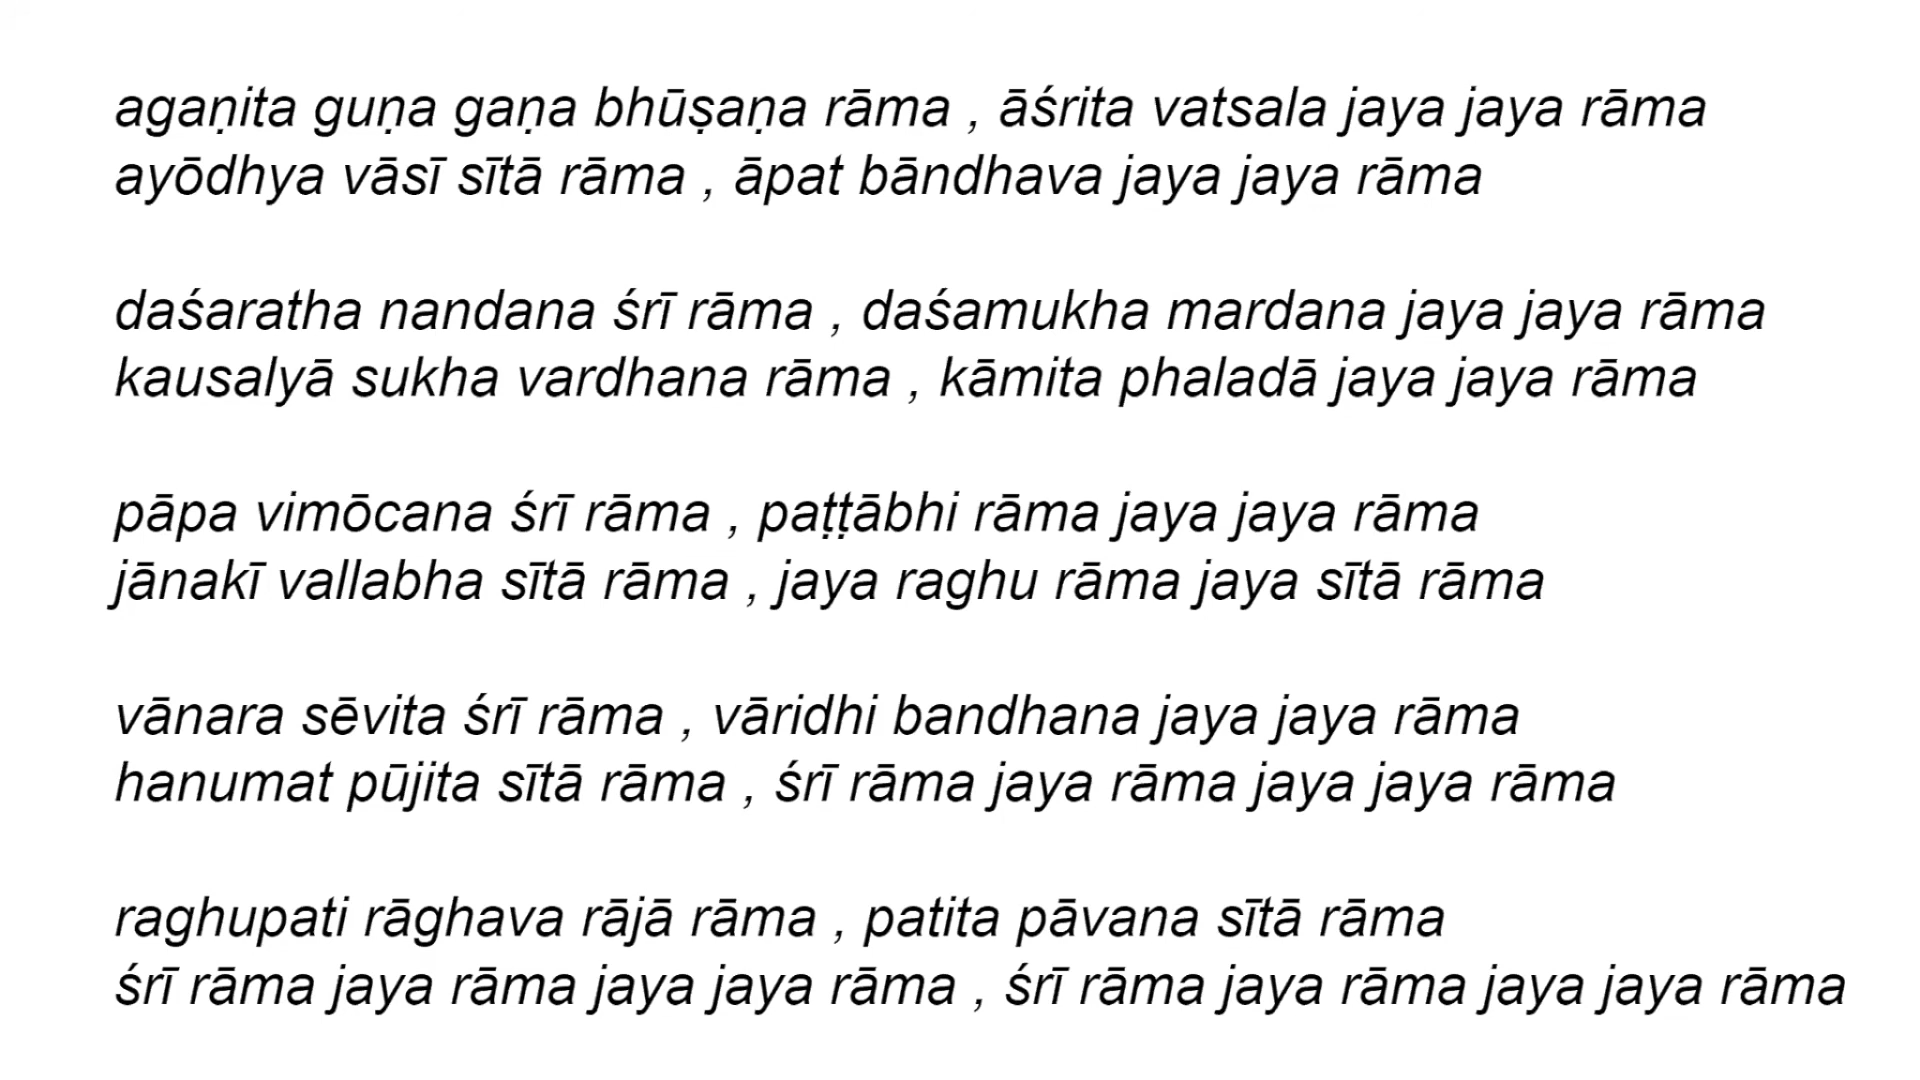 agaṇita guṇa gaṇa bhūṣaṇa rāma , āśrita vatsala jaya jaya rāma
ayōdhya vāsī sītā rāma , āpat bāndhava jaya jaya rāma
daśaratha nandana śrī rāma , daśamukha mardana jaya jaya rāma
kausalyā sukha vardhana rāma , kāmita phaladā jaya jaya rāma
pāpa vimōcana śrī rāma , paṭṭābhi rāma jaya jaya rāma
jānakī vallabha sītā rāma , jaya raghu rāma jaya sītā rāma
vānara sēvita śrī rāma , vāridhi bandhana jaya jaya rāma
hanumat pūjita sītā rāma , śrī rāma jaya rāma jaya jaya rāma
raghupati rāghava rājā rāma , patita pāvana sītā rāma
śrī rāma jaya rāma jaya jaya rāma , śrī rāma jaya rāma jaya jaya rāma